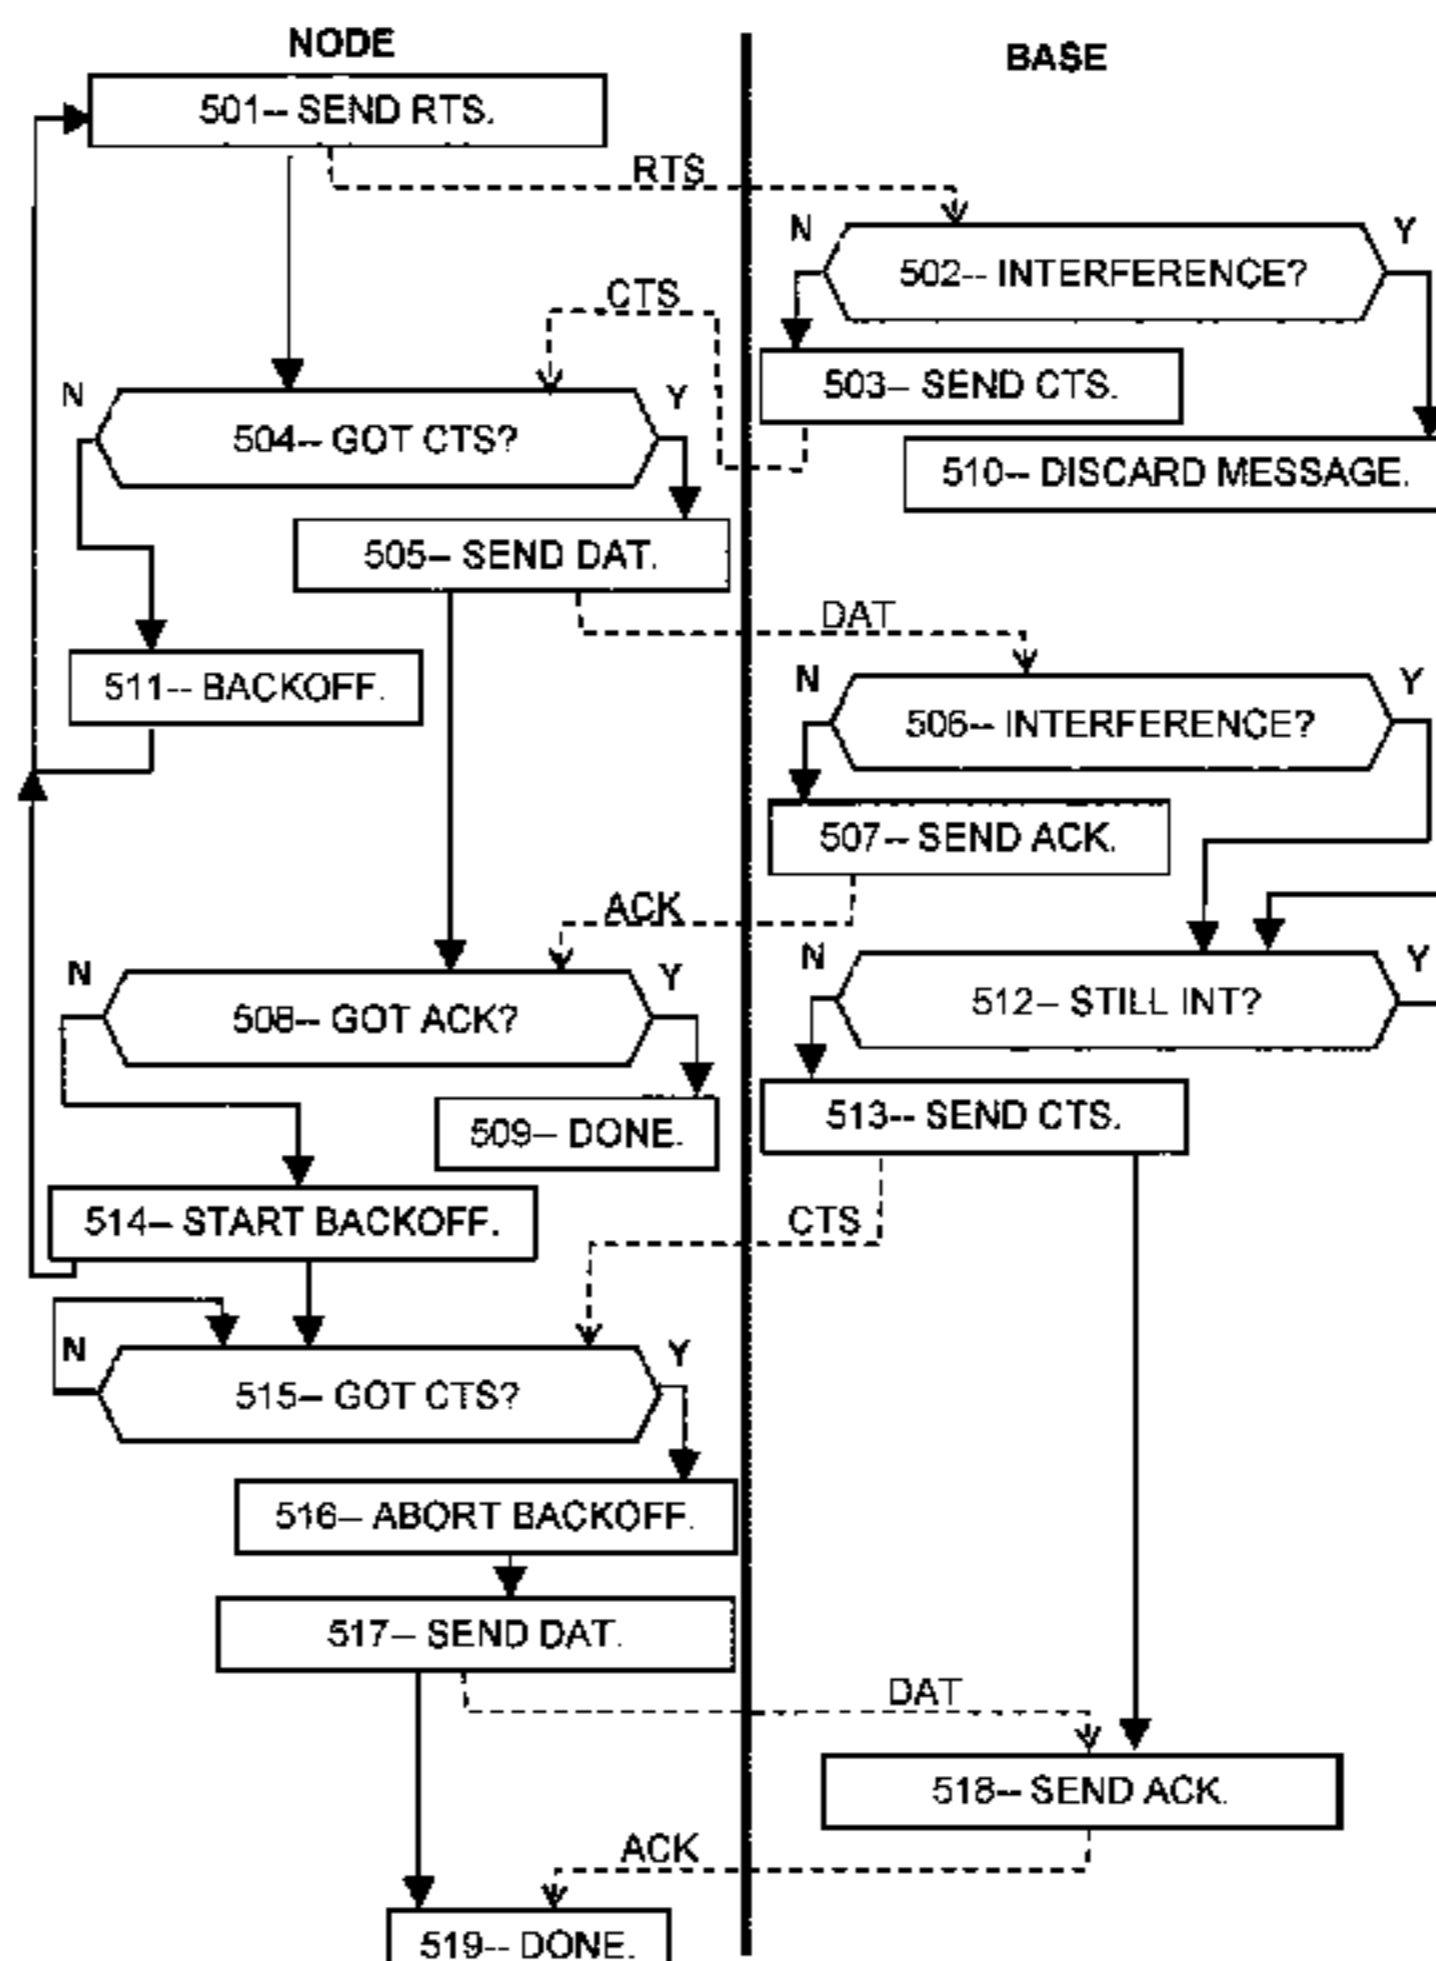 NODE
BASE
501-- SEND RTS.
RTS
N
Y
502-- INTERFERENCE?
CTS
503-- SEND CTS.
N
Y
504-- GOT CTS?
510-- DISCARD MESSAGE.
505-- SEND DAT.
DAT
511-- BACKOFF.
N
Y
506-- INTERFERENCE?
507-- SEND ACK.
ACK
N
Y
508-- GOT ACK?
N
Y
512-- STILL INT?
509-- DONE.
513-- SEND CTS.
514-- START BACKOFF.
CTS
N
Y
515-- GOT CTS?
516-- ABORT BACKOFF.
517-- SEND DAT.
DAT
518-- SEND ACK.
ACK
519-- DONE.